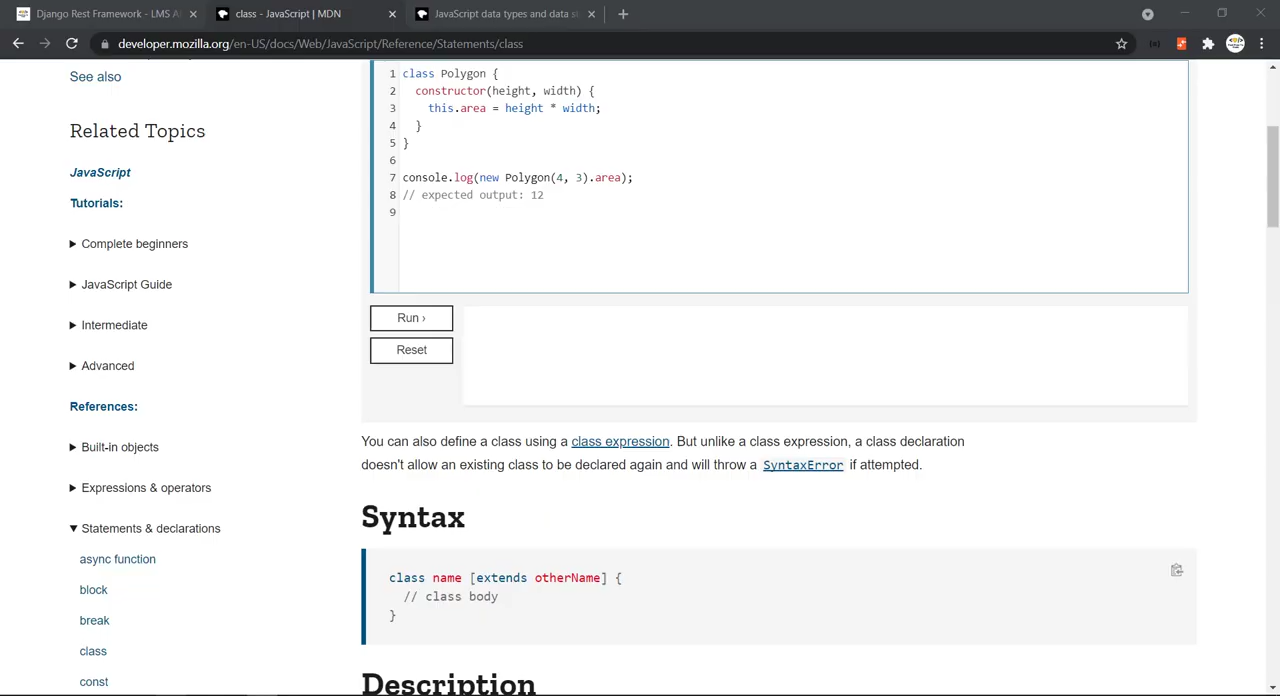 Django Rest Framework - LMS A
class - JavaScript | MDN
JavaScript data types and data s
developer.mozilla.org/en-US/docs/Web/JavaScript/Reference/Statements/class
See also
Related Topics
JavaScript
Tutorials:
Complete beginners
JavaScript Guide
Intermediate
Advanced
References:
Built-in objects
Expressions & operators
Statements & declarations
async function
block
break
class
const
1 class Polygon {
2 constructor(height, width) {
3 this.area = height * width;
4 }
5 }
6
7 console.log(new Polygon(4, 3).area);
8 // expected output: 12
9
Run ›
Reset
You can also define a class using a class expression. But unlike a class expression, a class declaration
doesn't allow an existing class to be declared again and will throw a SyntaxError if attempted.
Syntax
class name [extends otherName] {
// class body
}
Description